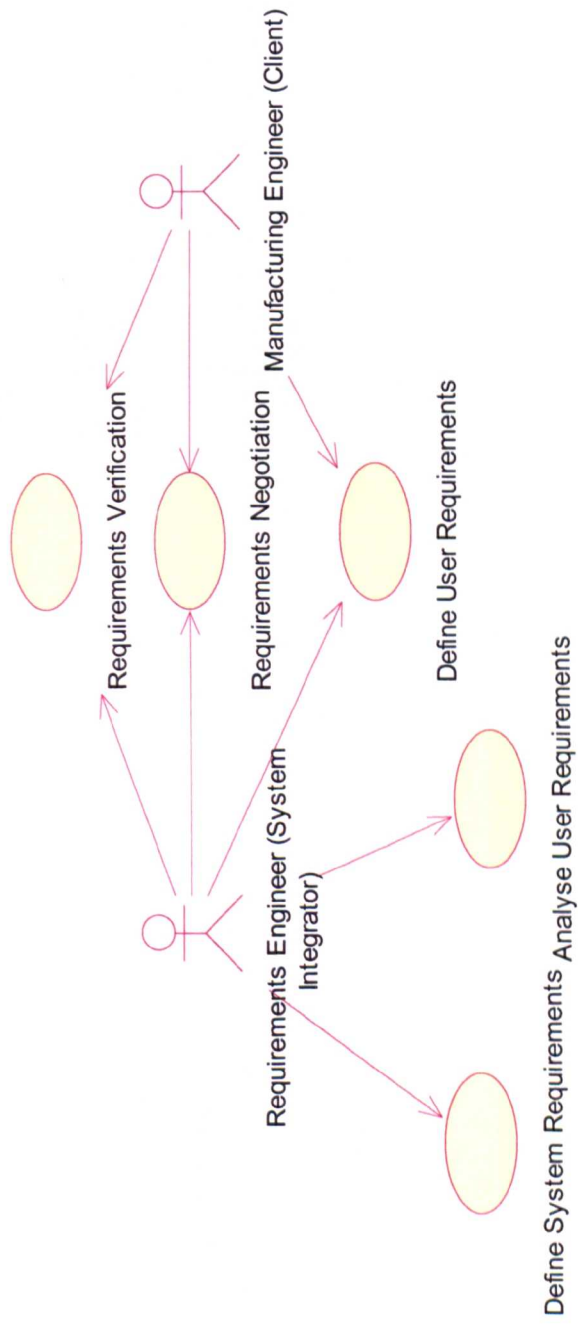 Requirements Verification
Manufacturing Engineer (Client)
Requirements Negotiation
Requirements Engineer (System
Integrator)
Define User Requirements
Analyse User Requirements
Define System Requirements